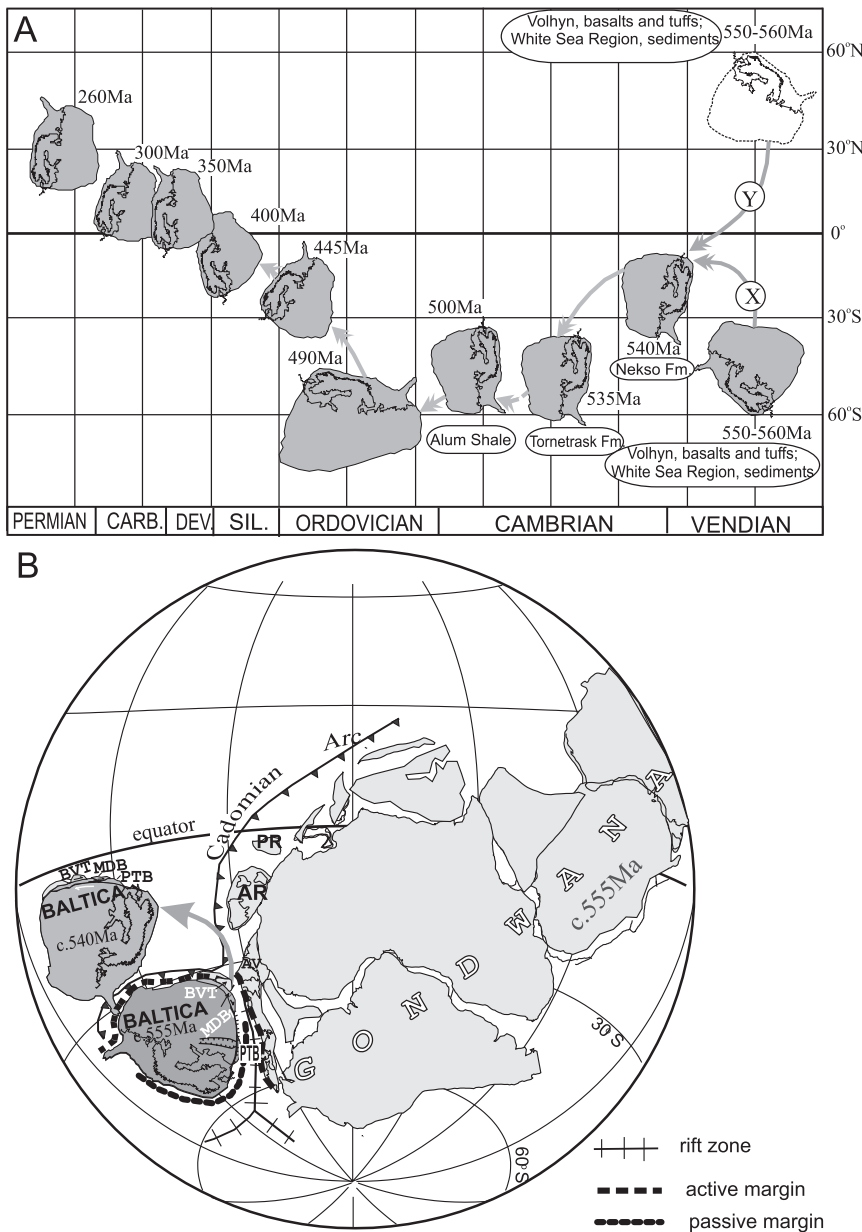 A
Volhyn, basalts and tuffs;
White Sea Region, sediments
550-560Ma
60°N
260Ma
30°N
300Ma
350Ma
Y
400Ma
0°
445Ma
X
500Ma
30°S
490Ma
540Ma
Nekso Fm.
535Ma
60°S
Alum Shale
Tornetrask Fm.
550-560Ma
Volhyn, basalts and tuffs;
White Sea Region, sediments
PERMIAN CARB. DEV. SIL. ORDOVICIAN CAMBRIAN VENDIAN
B
Cadomian Arc
equator
PR
BVT MDB PTB
BALTICA
c.540Ma
AR
AV
BVT
BALTICA
c.555Ma
MDB
PTB
GONDWANA
c.555Ma
30°S
60°S
rift zone
active margin
passive margin